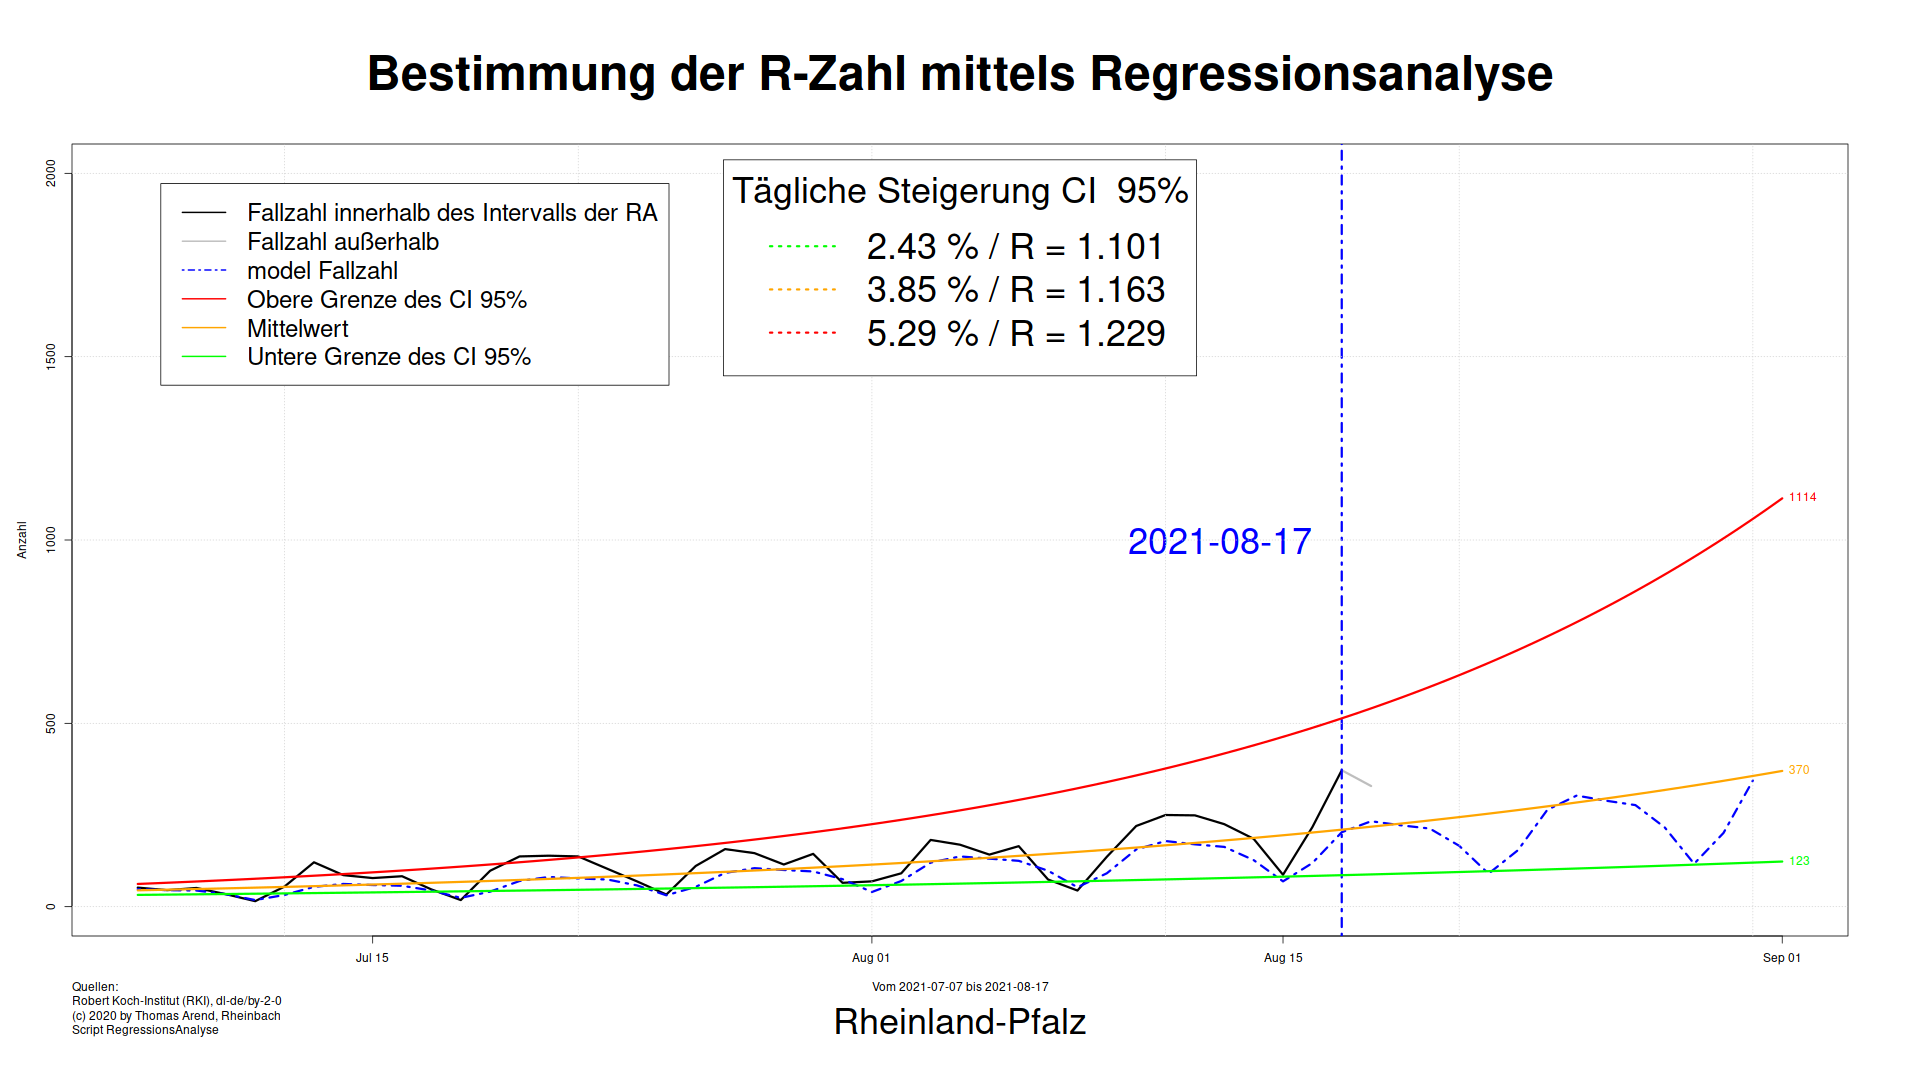 Bestimmung der R-Zahl mittels Regressionsanalyse
Fallzahl innerhalb des Intervalls der RA
Fallzahl außerhalb
model Fallzahl
Obere Grenze des CI 95%
Mittelwert
Untere Grenze des CI 95%
Tägliche Steigerung CI 95%
2.43 % / R = 1.101
3.85 % / R = 1.163
5.29 % / R = 1.229
2000
1500
1000
500
0
Anzahl
2021-08-17
1114
370
123
Jul 15
Aug 01
Aug 15
Sep 01
Vom 2021-07-07 bis 2021-08-17
Rheinland-Pfalz
Quellen:
Robert Koch-Institut (RKI), dl-de/by-2-0
(c) 2020 by Thomas Arend, Rheinbach
Script RegressionsAnalyse